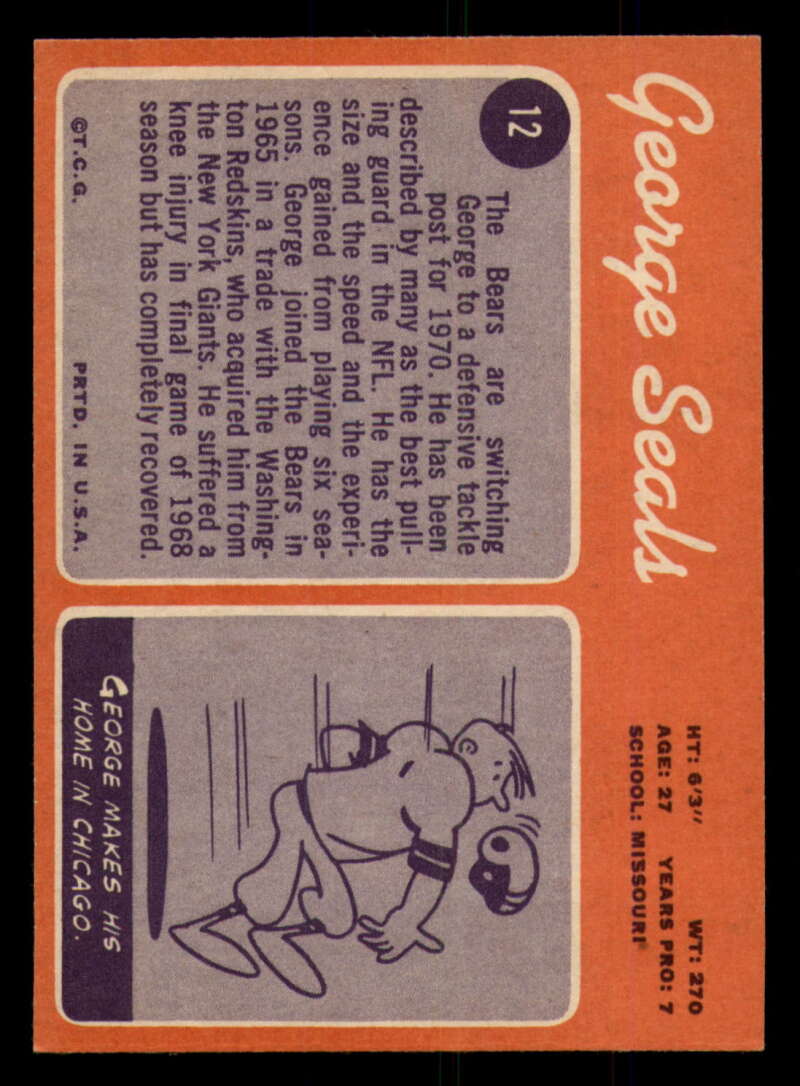 George Seals
HT: 6'3" WT: 270
AGE: 27 YEARS PRO: 7
SCHOOL: MISSOURI
12
The Bears are switching
George to a defensive tackle
post for 1970. He has been
described by many as the best pull-
ing guard in the NFL. He has the
size and the speed and the experi-
ence gained from playing six sea-
sons. George joined the Bears in
1965 in a trade with the Washing-
ton Redskins, who acquired him from
the New York Giants. He suffered a
knee injury in final game of 1968
season but has completely recovered.
©T.C.G. PRTD. IN U.S.A.
GEORGE MAKES HIS
HOME IN CHICAGO.